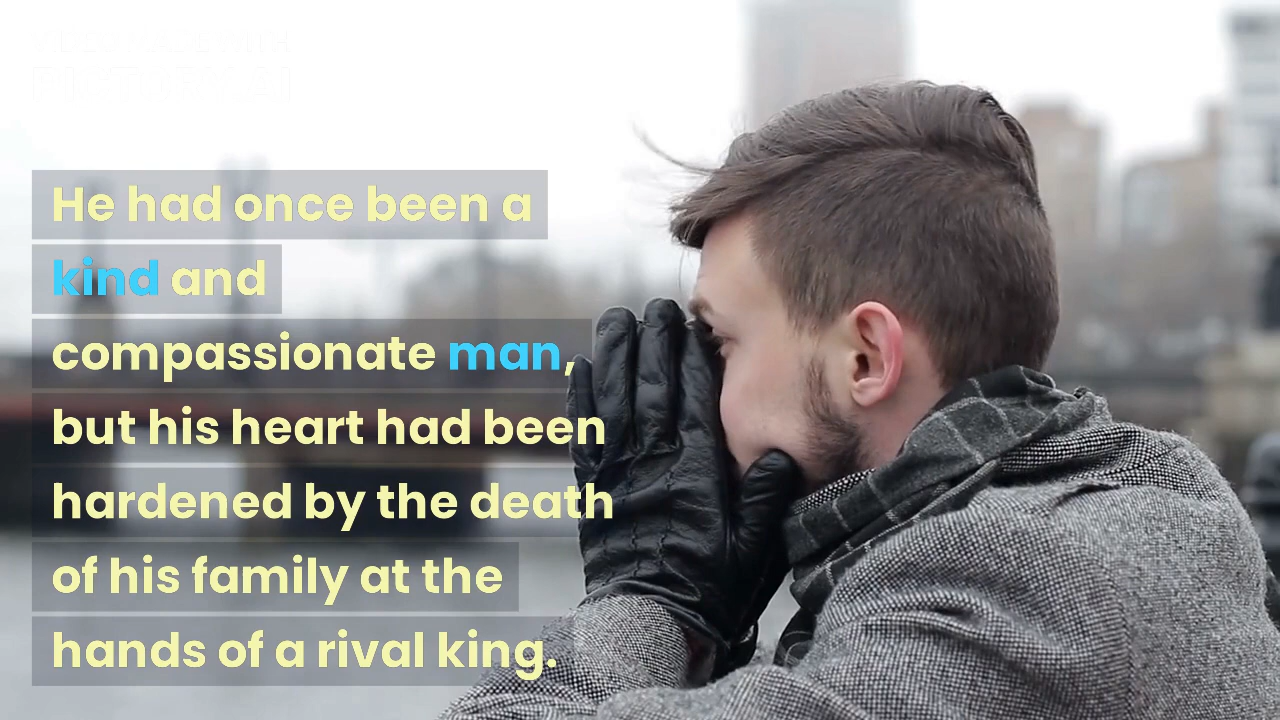 He had once been a
kind and
compassionate man,
but his heart had been
hardened by the death
of his family at the
hands of a rival king.